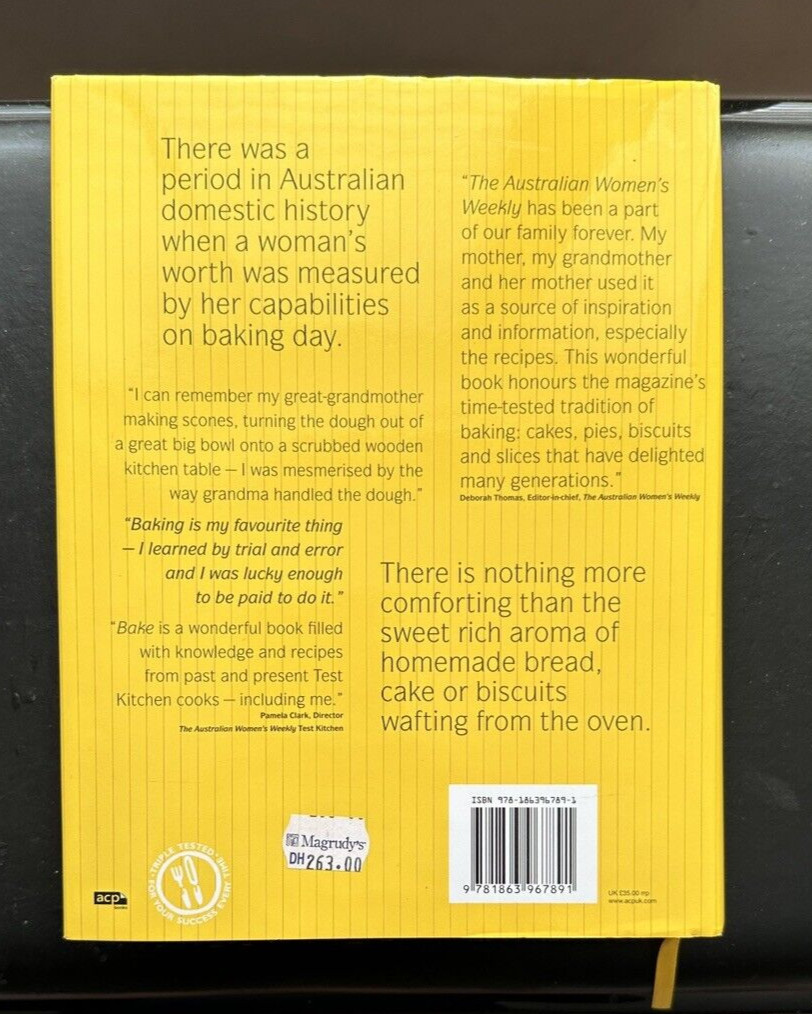 There was a
period in Australian
domestic history
when a woman's
worth was measured
by her capabilities
on baking day.
"I can remember my great-grandmother
making scones, turning the dough out of
a great big bowl onto a scrubbed wooden
kitchen table – I was mesmerised by the
way grandma handled the dough."
"Baking is my favourite thing
– I learned by trial and error
and I was lucky enough
to be paid to do it."
"Bake is a wonderful book filled
with knowledge and recipes
from past and present Test
Kitchen cooks – including me."
Pamela Clark, Director
The Australian Women's Weekly Test Kitchen
"The Australian Women's
Weekly has been a part
of our family forever. My
mother, my grandmother
and her mother used it
as a source of inspiration
and information, especially
the recipes. This wonderful
book honours the magazine's
time-tested tradition of
baking: cakes, pies, biscuits
and slices that have delighted
many generations."
Deborah Thomas, Editor-in-chief, The Australian Women's Weekly
There is nothing more
comforting than the
sweet rich aroma of
homemade bread,
cake or biscuits
wafting from the oven.
acp
books
TRIPLE TESTED
FOR YOUR SUCCESS EVERY TIME
Magrudy's
DH263.00
ISBN 978-186396789-1
9 781863 967891
UK £35.00 rrp
www.acpuk.com